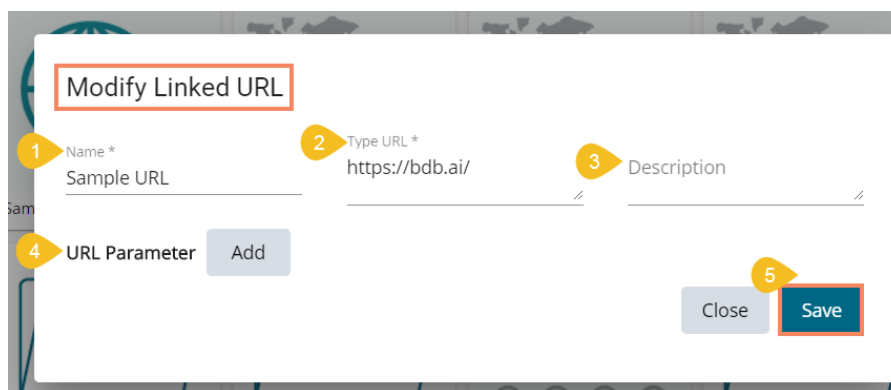 Modify Linked URL
1
Name *
Sample URL
2
Type URL *
https://bdb.ai/
3
Description
Sam
4
URL Parameter
Add
5
Close
Save